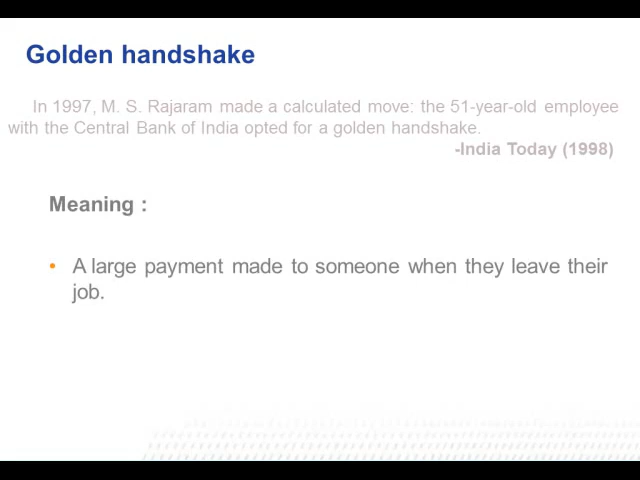 Golden handshake
In 1997, M. S. Rajaram made a calculated move: the 51-year-old employee
with the Central Bank of India opted for a golden handshake.
-India Today (1998)
Meaning :
• A large payment made to someone when they leave their
job.